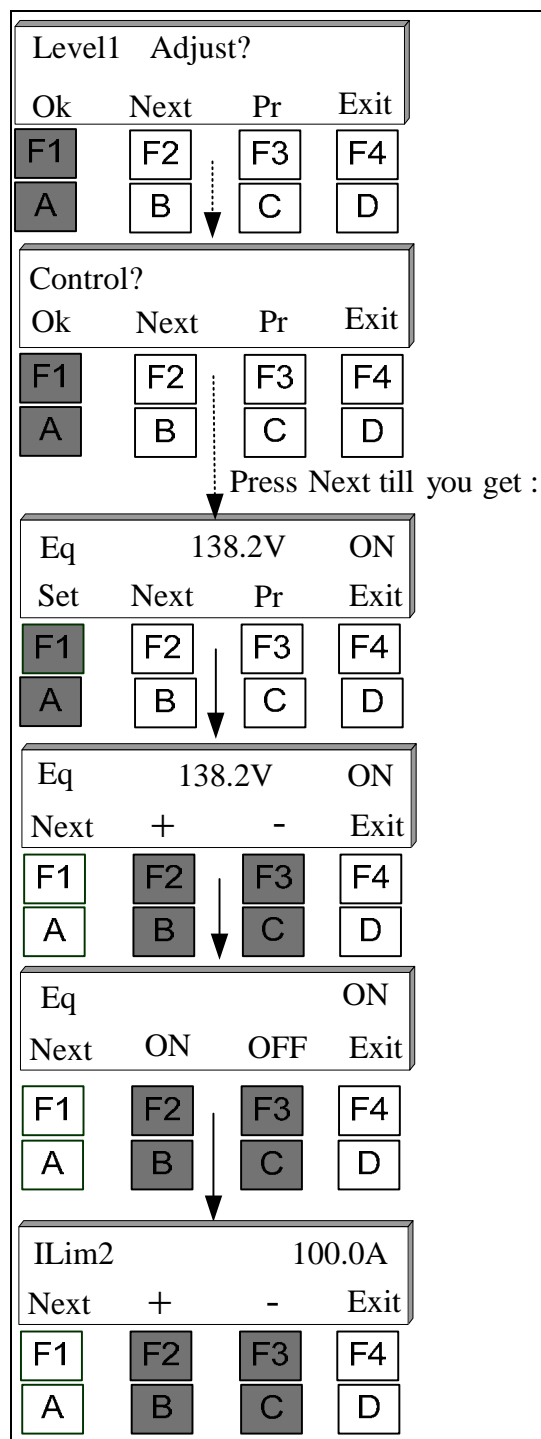 Level1 Adjust?
Ok Next Pr Exit
F1 F2 F3 F4
A B C D
Control?
Ok Next Pr Exit
F1 F2 F3 F4
A B C D
Press Next till you get :
Eq 138.2V ON
Set Next Pr Exit
F1 F2 F3 F4
A B C D
Eq 138.2V ON
Next + - Exit
F1 F2 F3 F4
A B C D
Eq ON
Next ON OFF Exit
F1 F2 F3 F4
A B C D
ILim2 100.0A
Next + - Exit
F1 F2 F3 F4
A B C D